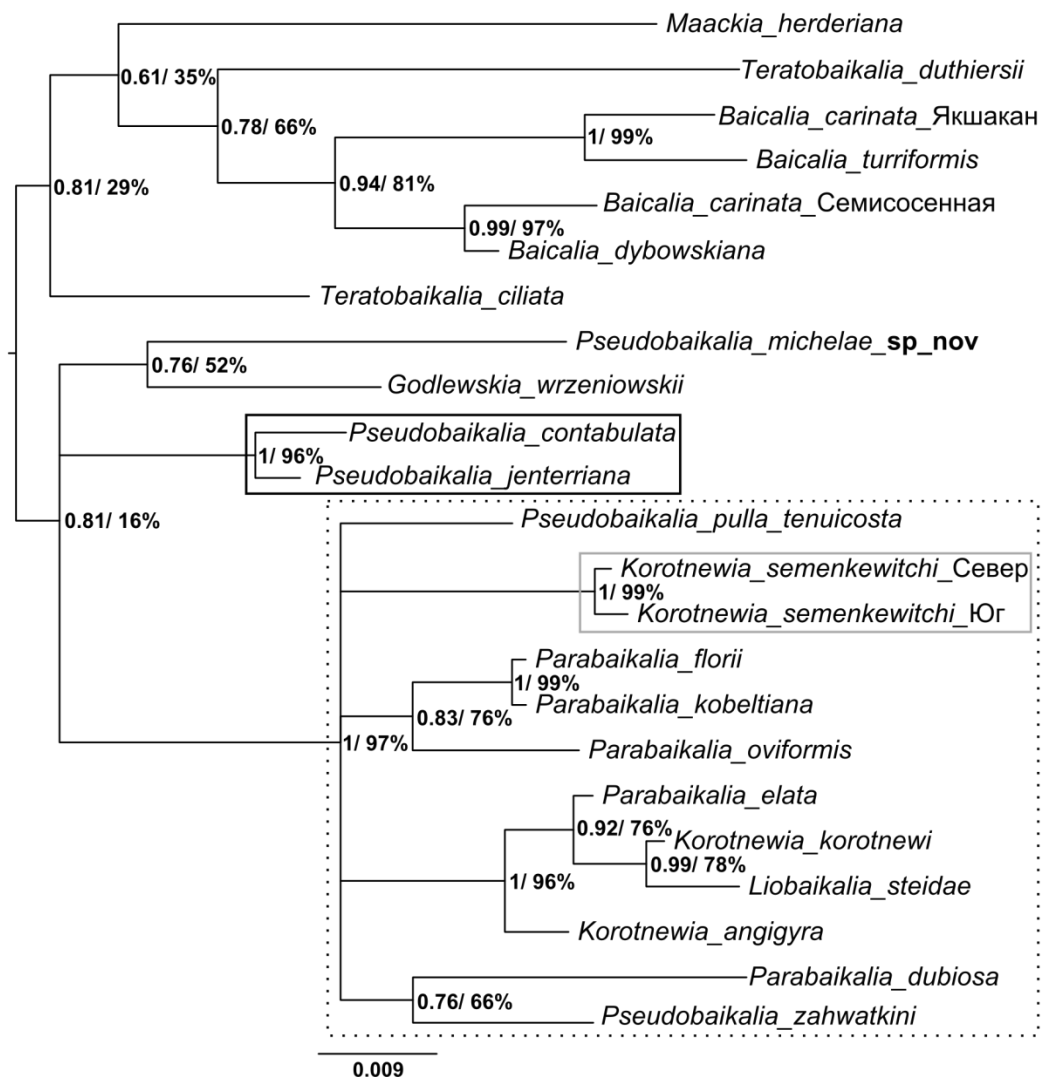 Maackia_herderiana
0.61/ 35%
Teratobaikalia_duthiersii
0.78/ 66%
Baicalia_carinata_Якшакан
1/ 99%
Baicalia_turriformis
0.81/ 29%
0.94/ 81%
Baicalia_carinata_Семисосенная
0.99/ 97%
Baicalia_dybowskiana
Teratobaikalia_ciliata
Pseudobaikalia_michelae_sp_nov
0.76/ 52%
Godlewskia_wrzeniowskii
Pseudobaikalia_contabulata
1/ 96%
Pseudobaikalia_jenterriana
0.81/ 16%
Pseudobaikalia_pulla_tenuicosta
Korotnewia_semenkewitchi_Север
1/ 99%
Korotnewia_semenkewitchi_Юг
Parabaikalia_florii
1/ 99%
Parabaikalia_kobeltiana
0.83/ 76%
1/ 97%
Parabaikalia_oviformis
Parabaikalia_elata
0.92/ 76%
Korotnewia_korotnewi
0.99/ 78%
Liobaikalia_steidae
1/ 96%
Korotnewia_angigyra
Parabaikalia_dubiosa
0.76/ 66%
Pseudobaikalia_zahwatkini
0.009